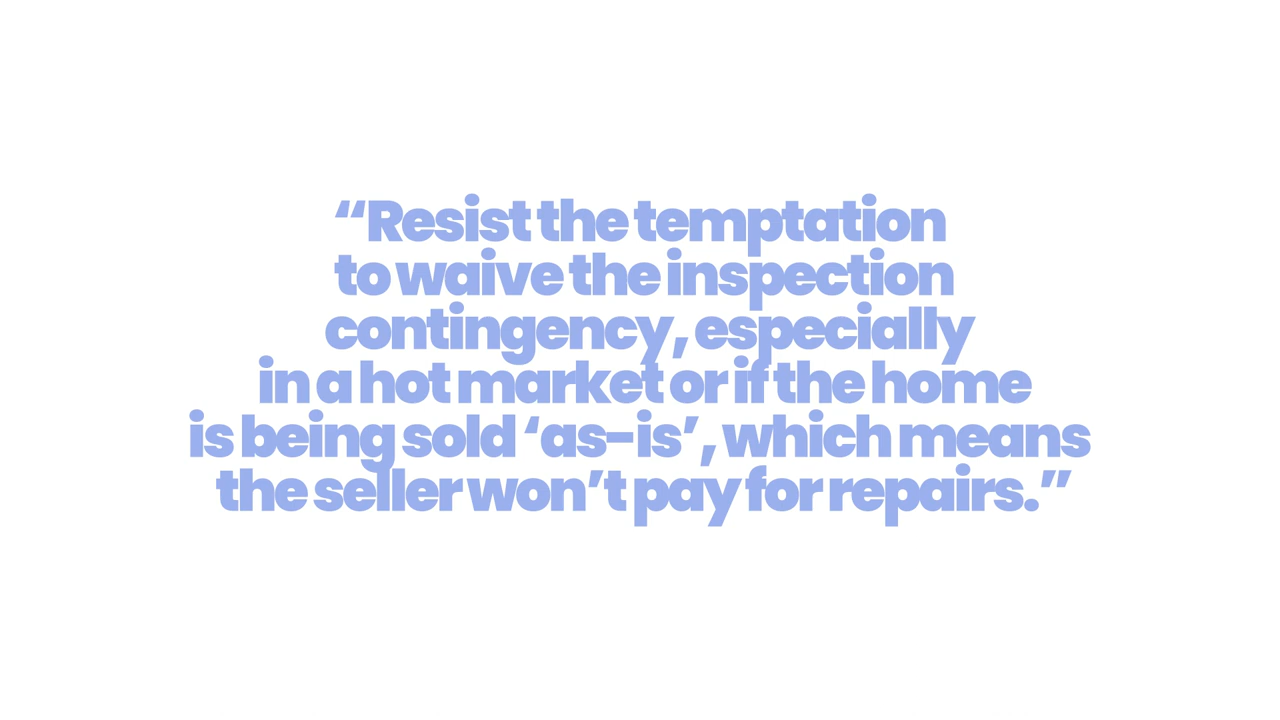 “Resist the temptation
to waive the inspection
contingency, especially
in a hot market or if the home
is being sold ‘as-is’, which means
the seller won’t pay for repairs.”